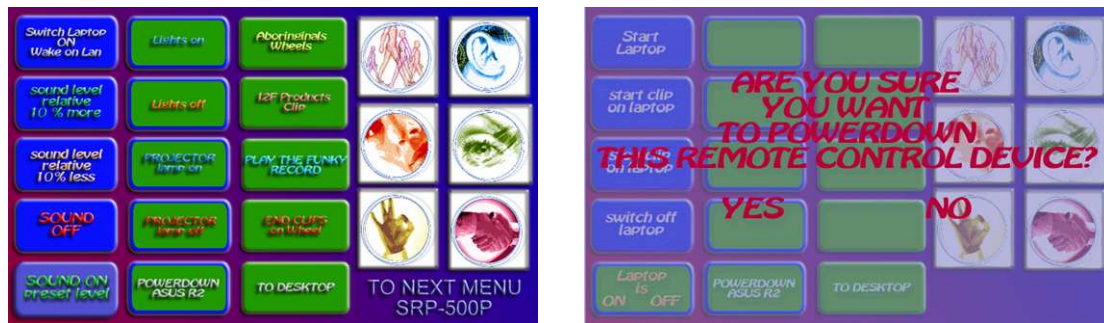 Switch Laptop
ON
Wake on Lan
Lights on
Aboriginals
Wheels
sound level
relative
10 % more
Lights off
I2F Products
Clip
sound level
relative
10% less
PROJECTOR
lamp on
PLAY THE FUNKY
RECORD
SOUND
OFF
PROJECTOR
lamp off
END CLIPS
on Wheel
SOUND ON
preset level
POWERDOWN
ASUS R2
TO DESKTOP
TO NEXT MENU
SRP-500P
Start
Laptop
start clip
on laptop
on laptop
switch off
laptop
Laptop
is
ON OFF
POWERDOWN
ASUS R2
TO DESKTOP
ARE YOU SURE
YOU WANT
TO POWERDOWN
THIS REMOTE CONTROL DEVICE?
YES NO